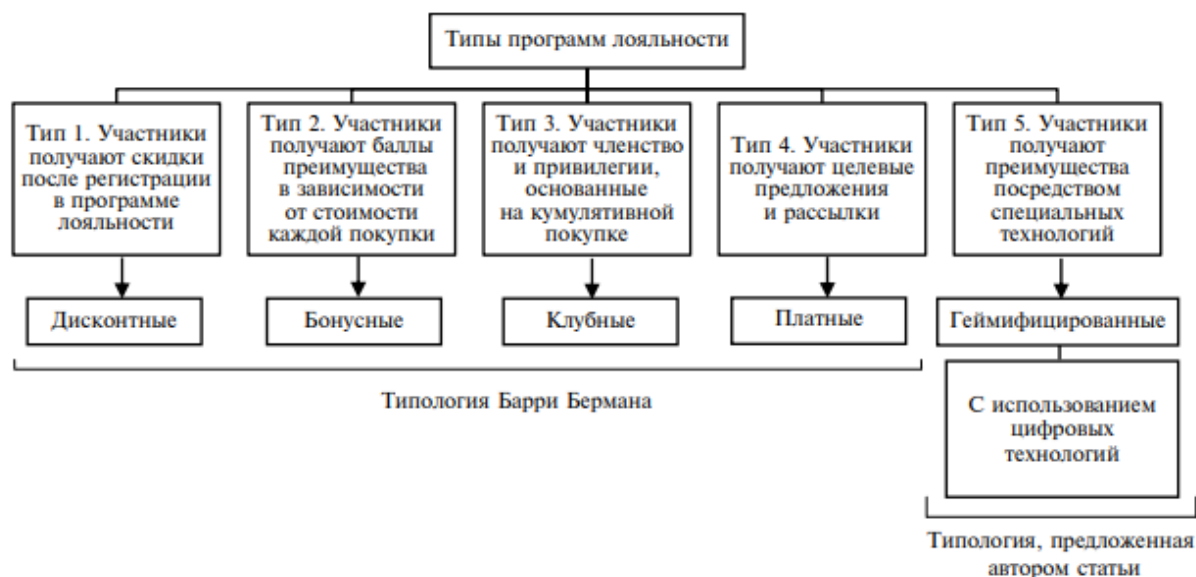 Типы программ лояльности
Тип 1. Участники
получают скидки
после регистрации
в программе
лояльности
Тип 2. Участники
получают баллы
преимущества
в зависимости
от стоимости
каждой покупки
Тип 3. Участники
получают членство
и привилегии,
основанные
на кумулятивной
покупке
Тип 4. Участники
получают целевые
предложения
и рассылки
Тип 5. Участники
получают
преимущества
посредством
специальных
технологий
Дисконтные
Бонусные
Клубные
Платные
Геймифицированные
Типология Барри Бермана
С использованием
цифровых
технологий
Типология, предложенная
автором статьи